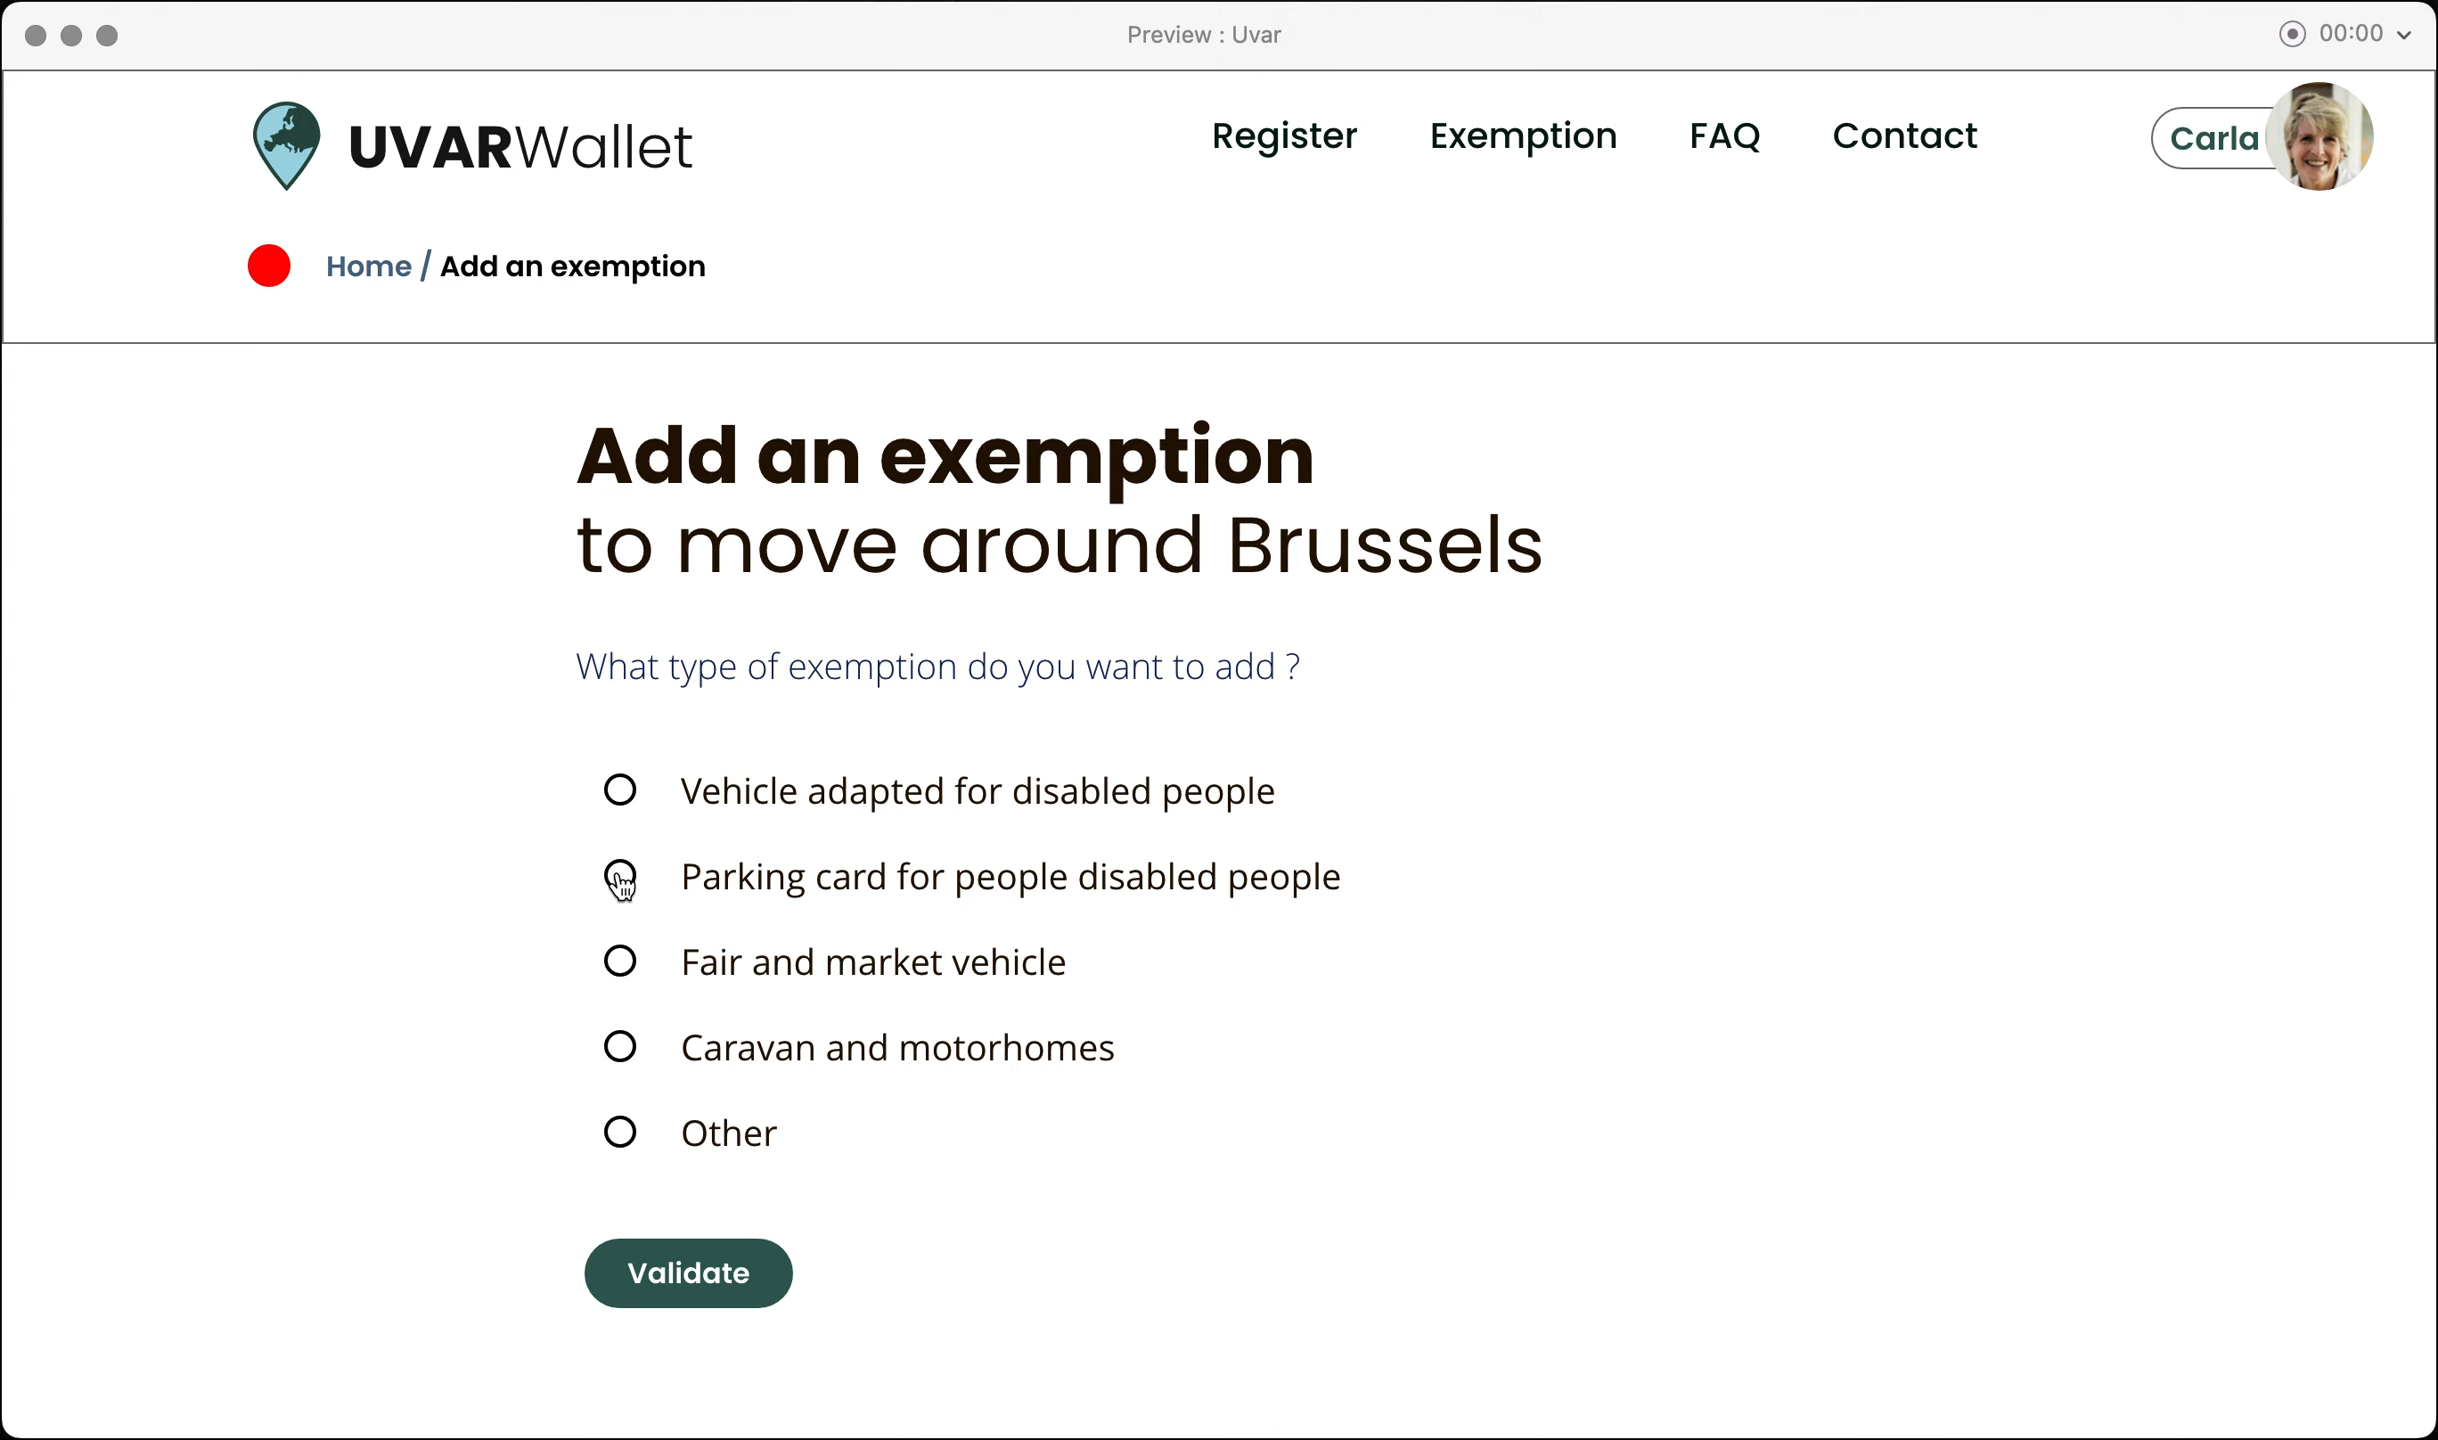 Preview : Uvar
00:00
UVARWallet
Register
Exemption
FAQ
Contact
Carla
Home / Add an exemption
Add an exemption
to move around Brussels
What type of exemption do you want to add ?
Vehicle adapted for disabled people
Parking card for people disabled people
Fair and market vehicle
Caravan and motorhomes
Other
Validate